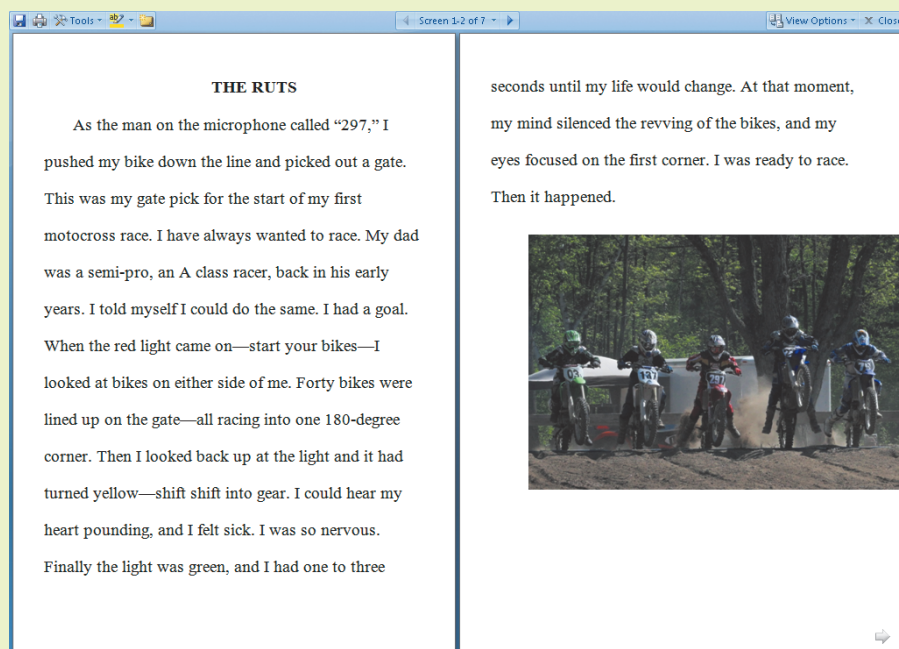 Tools
Screen 1-2 of 7
View Options
Clos
THE RUTS
As the man on the microphone called “297,” I
pushed my bike down the line and picked out a gate.
This was my gate pick for the start of my first
motocross race. I have always wanted to race. My dad
was a semi-pro, an A class racer, back in his early
years. I told myself I could do the same. I had a goal.
When the red light came on—start your bikes—I
looked at bikes on either side of me. Forty bikes were
lined up on the gate—all racing into one 180-degree
corner. Then I looked back up at the light and it had
turned yellow—shift shift into gear. I could hear my
heart pounding, and I felt sick. I was so nervous.
Finally the light was green, and I had one to three
seconds until my life would change. At that moment,
my mind silenced the revving of the bikes, and my
eyes focused on the first corner. I was ready to race.
Then it happened.